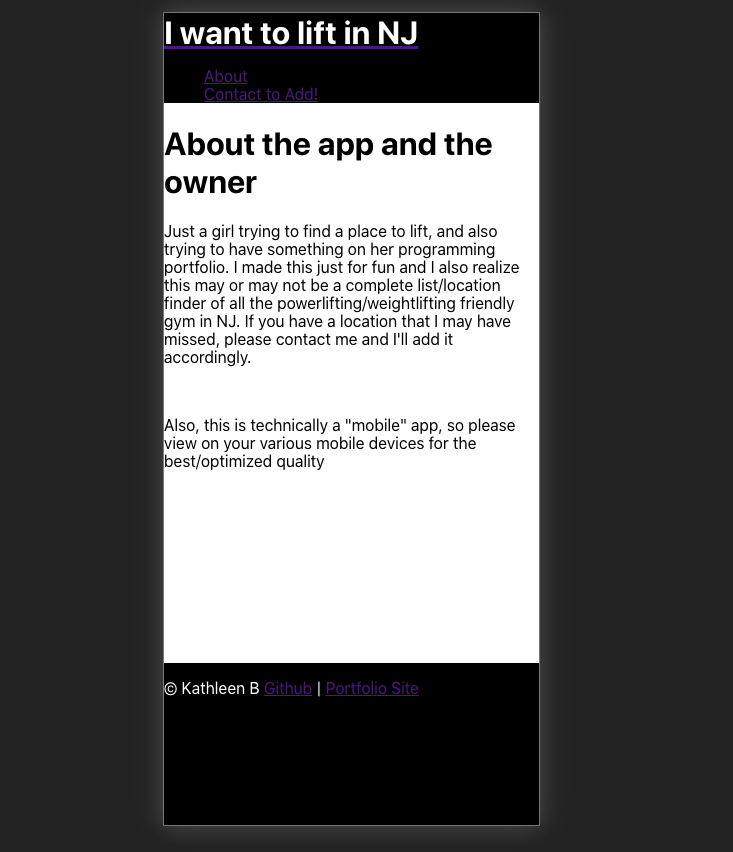 I want to lift in NJ
About
Contact to Add!
About the app and the
owner
Just a girl trying to find a place to lift, and also
trying to have something on her programming
portfolio. I made this just for fun and I also realize
this may or may not be a complete list/location
finder of all the powerlifting/weightlifting friendly
gym in NJ. If you have a location that I may have
missed, please contact me and I'll add it
accordingly.
Also, this is technically a "mobile" app, so please
view on your various mobile devices for the
best/optimized quality
© Kathleen B Github | Portfolio Site